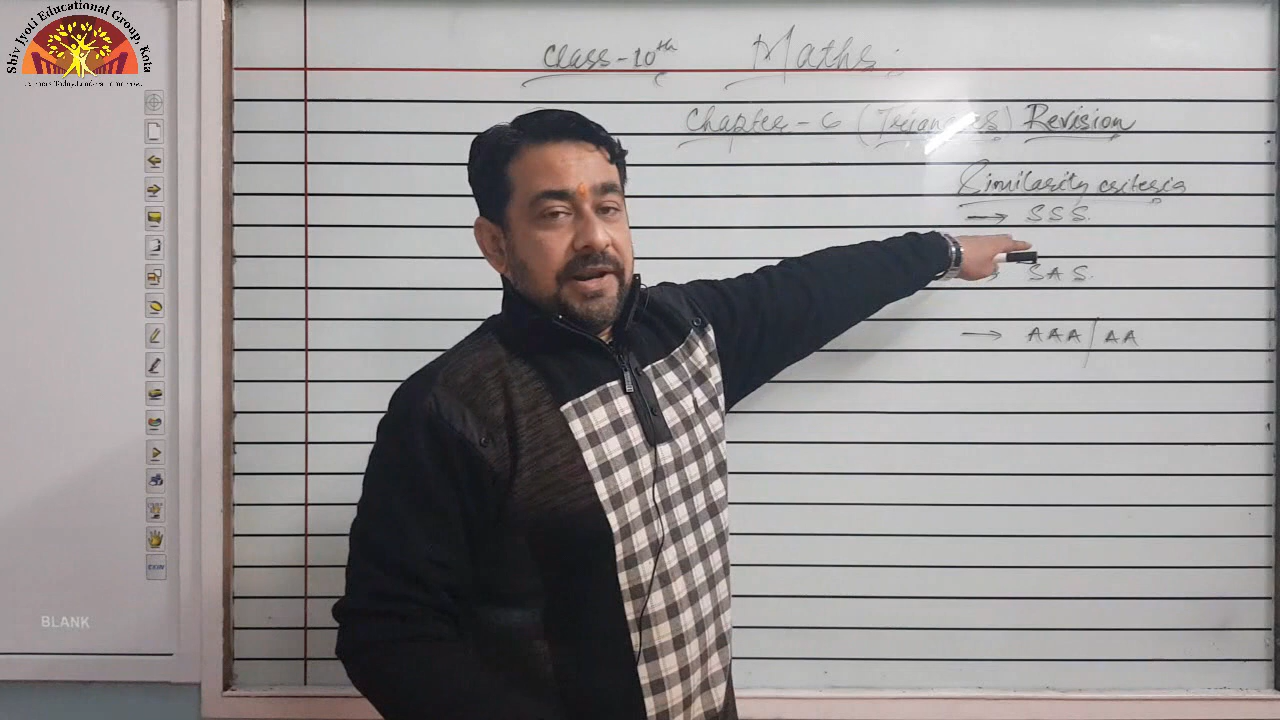 Shiv Jyoti Educational Group, Kota
Class - 10th Maths:
Chapter - 6 (Triangles) Revision
Similarity criteria
→ SSS.
SAS.
→ AAA/AA
EXIT
BLANK